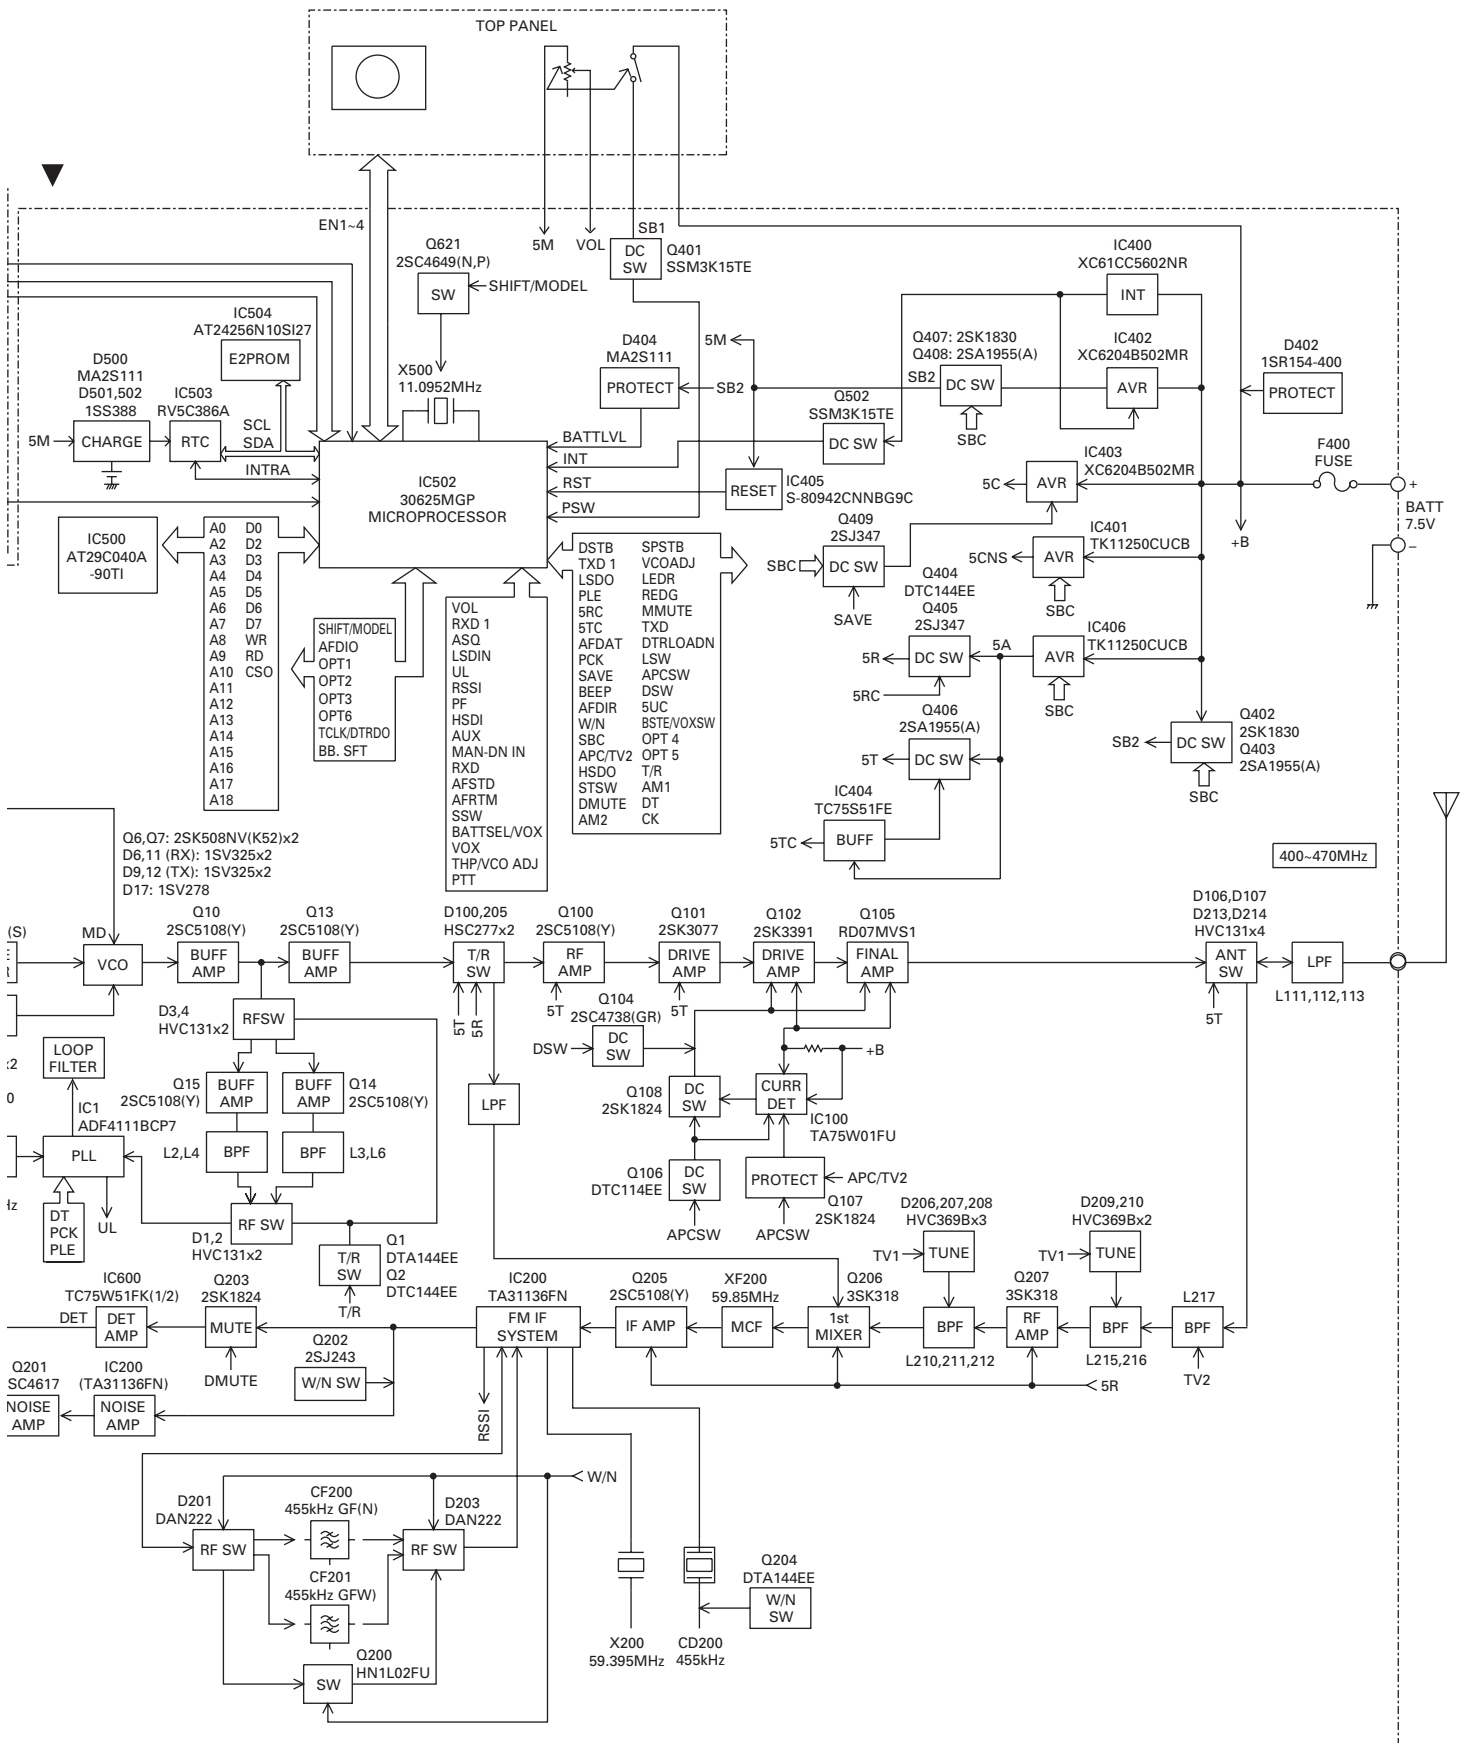 TOP PANEL
EN1~4
5M
VOL
SB1
DC
SW
Q401
SSM3K15TE
Q621
2SC4649(N,P)
SW
SHIFT/MODEL
IC400
XC61CC5602NR
INT
IC504
AT24256N10SI27
E2PROM
D500
MA2S111
D501,502
1SS388
IC503
RV5C386A
5M
CHARGE
RTC
SCL
SDA
INTRA
X500
11.0952MHz
D404
MA2S111
PROTECT
5M
SB2
Q407: 2SK1830
Q408: 2SA1955(A)
SB2
DC SW
SBC
IC402
XC6204B502MR
AVR
D402
1SR154-400
PROTECT
Q502
SSM3K15TE
DC SW
BATTLVL
INT
RST
PSW
IC502
30625MGP
MICROPROCESSOR
RESET
IC405
S-80942CNNBG9C
IC403
XC6204B502MR
5C
AVR
F400
FUSE
+
BATT
7.5V
–
+B
IC500
AT29C040A
-90TI
A0 D0
A2 D2
A3 D3
A4 D4
A5 D5
A6 D6
A7 D7
A8 WR
A9 RD
A10 CSO
A11
A12
A13
A14
A15
A16
A17
A18
SHIFT/MODEL
AFDIO
OPT1
OPT2
OPT3
OPT6
TCLK/DTRDO
BB. SFT
VOL
RXD 1
ASQ
LSDIN
UL
RSSI
PF
HSDI
AUX
MAN-DN IN
RXD
AFSTD
AFRTM
SSW
BATTSEL/VOX
VOX
THP/VCO ADJ
PTT
DSTB SPSTB
TXD 1 VCOADJ
LSDO LEDR
PLE REDG
5RC MMUTE
5TC TXD
AFDAT DTRLOADN
PCK LSW
SAVE APCSW
BEEP DSW
AFDIR 5UC
W/N BSTE/VOXSW
SBC OPT 4
APC/TV2 OPT 5
HSDO T/R
STSW AM1
DMUTE DT
AM2 CK
Q409
2SJ347
SBC
DC SW
SAVE
IC401
TK11250CUCB
5CNS
AVR
SBC
Q404
DTC144EE
Q405
2SJ347
5R
DC SW
5A
5RC
IC406
TK11250CUCB
AVR
SBC
Q406
2SA1955(A)
5T
DC SW
SB2
DC SW
Q402
2SK1830
Q403
2SA1955(A)
SBC
IC404
TC75S51FE
5TC
BUFF
400~470MHz
Q6,Q7: 2SK508NV(K52)x2
D6,11 (RX): 1SV325x2
D9,12 (TX): 1SV325x2
D17: 1SV278
(S)
MD
VCO
Q10
2SC5108(Y)
BUFF
AMP
Q13
2SC5108(Y)
BUFF
AMP
D100,205
HSC277x2
T/R
SW
5T
5R
Q100
2SC5108(Y)
RF
AMP
5T
Q101
2SK3077
DRIVE
AMP
5T
Q102
2SK3391
DRIVE
AMP
Q105
RD07MVS1
FINAL
AMP
D106,D107
D213,D214
HVC131x4
ANT
SW
5T
LPF
L111,112,113
E
R
x2
0
Hz
D3,4
HVC131x2
RFSW
LOOP
FILTER
Q15
2SC5108(Y)
BUFF
AMP
BUFF
AMP
Q14
2SC5108(Y)
IC1
ADF4111BCP7
PLL
L2,L4
BPF
BPF
L3,L6
DT
PCK
PLE
UL
RF SW
D1,2
HVC131x2
T/R
SW
T/R
Q1
DTA144EE
Q2
DTC144EE
LPF
Q104
2SC4738(GR)
DSW
DC
SW
Q108
2SK1824
DC
SW
CURR
DET
+B
IC100
TA75W01FU
Q106
DTC114EE
DC
SW
APCSW
PROTECT
APC/TV2
Q107
2SK1824
APCSW
D206,207,208
HVC369Bx3
TV1
TUNE
D209,210
HVC369Bx2
TV1
TUNE
IC600
TC75W51FK(1/2)
DET
DET
AMP
Q203
2SK1824
MUTE
DMUTE
IC200
TA31136FN
FM IF
SYSTEM
RSSI
Q205
2SC5108(Y)
IF AMP
XF200
59.85MHz
MCF
Q206
3SK318
1st
MIXER
BPF
L210,211,212
Q207
3SK318
RF
AMP
BPF
L215,216
L217
BPF
TV2
5R
Q202
2SJ243
W/N SW
Q201
SC4617
NOISE
AMP
IC200
(TA31136FN)
NOISE
AMP
W/N
D201
DAN222
RF SW
CF200
455kHz GF(N)
CF201
455kHz GFW)
D203
DAN222
RF SW
Q200
HN1L02FU
SW
X200
59.395MHz
CD200
455kHz
Q204
DTA144EE
W/N
SW